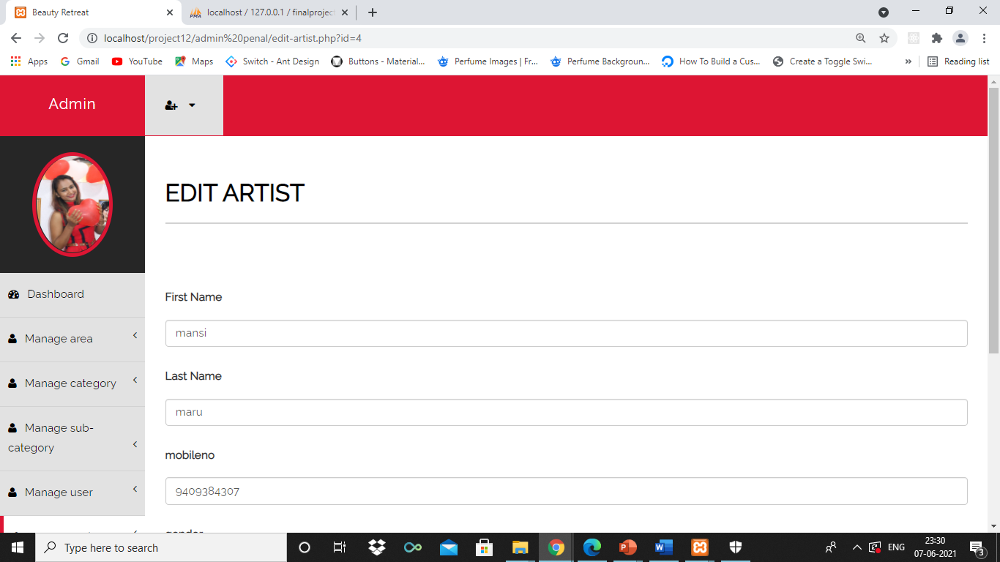 Beauty Retreat
localhost / 127.0.0.1 / finalproject
localhost/project12/admin%20penal/edit-artist.php?id=4
Apps Gmail YouTube Maps Switch - Ant Design Buttons - Material... Perfume Images | Fr... Perfume Backgroun... How To Build a Cus... Create a Toggle Swi... » Reading list
Admin
EDIT ARTIST
Dashboard
Manage area
Manage category
Manage sub-
category
Manage user
First Name
mansi
Last Name
maru
mobileno
9409384307
gender
Type here to search
ENG
23:30
07-06-2021
3